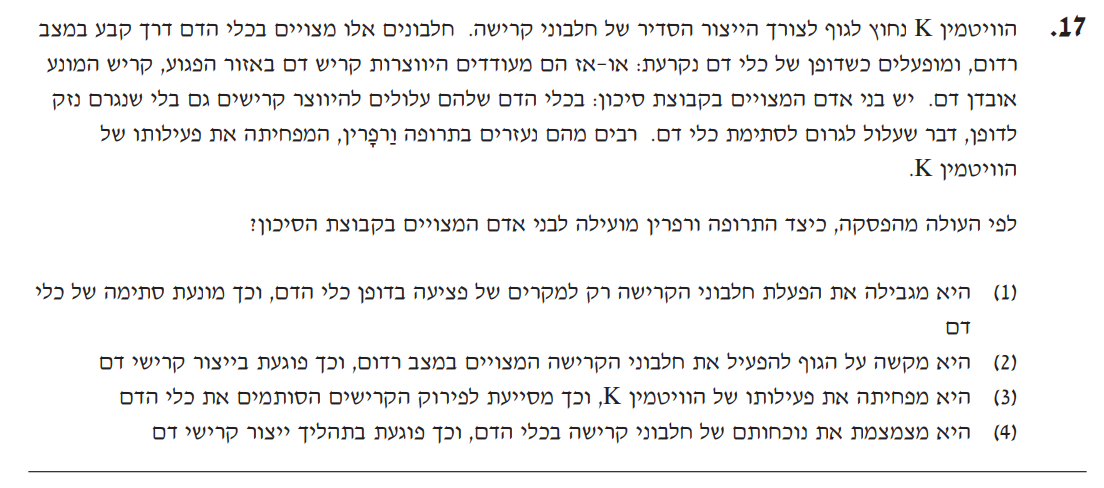 17. הוויטמין K נחוץ לגוף לצורך הייצור הסדיר של חלבוני קרישה. חלבונים אלו מצויים בכלי הדם דרך קבע במצב
רדום, ומופעלים כשדופן של כלי דם נקרעת: או-אז הם מעודדים היווצרות קריש דם באזור הפגוע, קריש המונע
אובדן דם. יש בני אדם המצויים בקבוצת סיכון: בכלי הדם שלהם עלולים להיווצר קרישים גם בלי שנגרם נזק
לדופן, דבר שעלול לגרום לסתימת כלי דם. רבים מהם נעזרים בתרופה וַרפָרין, המפחיתה את פעילותו של
הוויטמין K.
לפי העולה מהפסקה, כיצד התרופה ורפרין מועילה לבני אדם המצויים בקבוצת הסיכון?
(1) היא מגבילה את הפעלת חלבוני הקרישה רק למקרים של פציעה בדופן כלי הדם, וכך מונעת סתימה של כלי
דם
(2) היא מקשה על הגוף להפעיל את חלבוני הקרישה המצויים במצב רדום, וכך פוגעת בייצור קרישי דם
(3) היא מפחיתה את פעילותו של הוויטמין K, וכך מסייעת לפירוק הקרישים הסותמים את כלי הדם
(4) היא מצמצמת את נוכחותם של חלבוני קרישה בכלי הדם, וכך פוגעת בתהליך ייצור קרישי דם